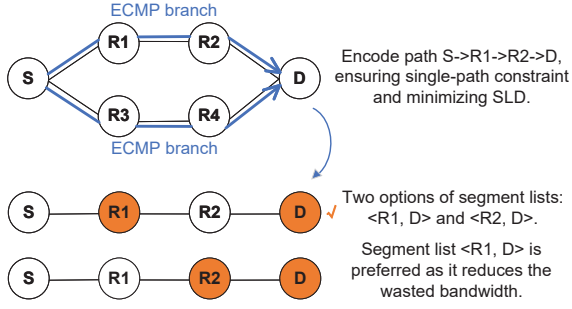 ECMP branch
R1
R2
S
D
R3
R4
ECMP branch
Encode path S->R1->R2->D,
ensuring single-path constraint
and minimizing SLD.
S
R1
R2
D
✓
Two options of segment lists:
<R1, D> and <R2, D>.
S
R1
R2
D
Segment list <R1, D> is
preferred as it reduces the
wasted bandwidth.